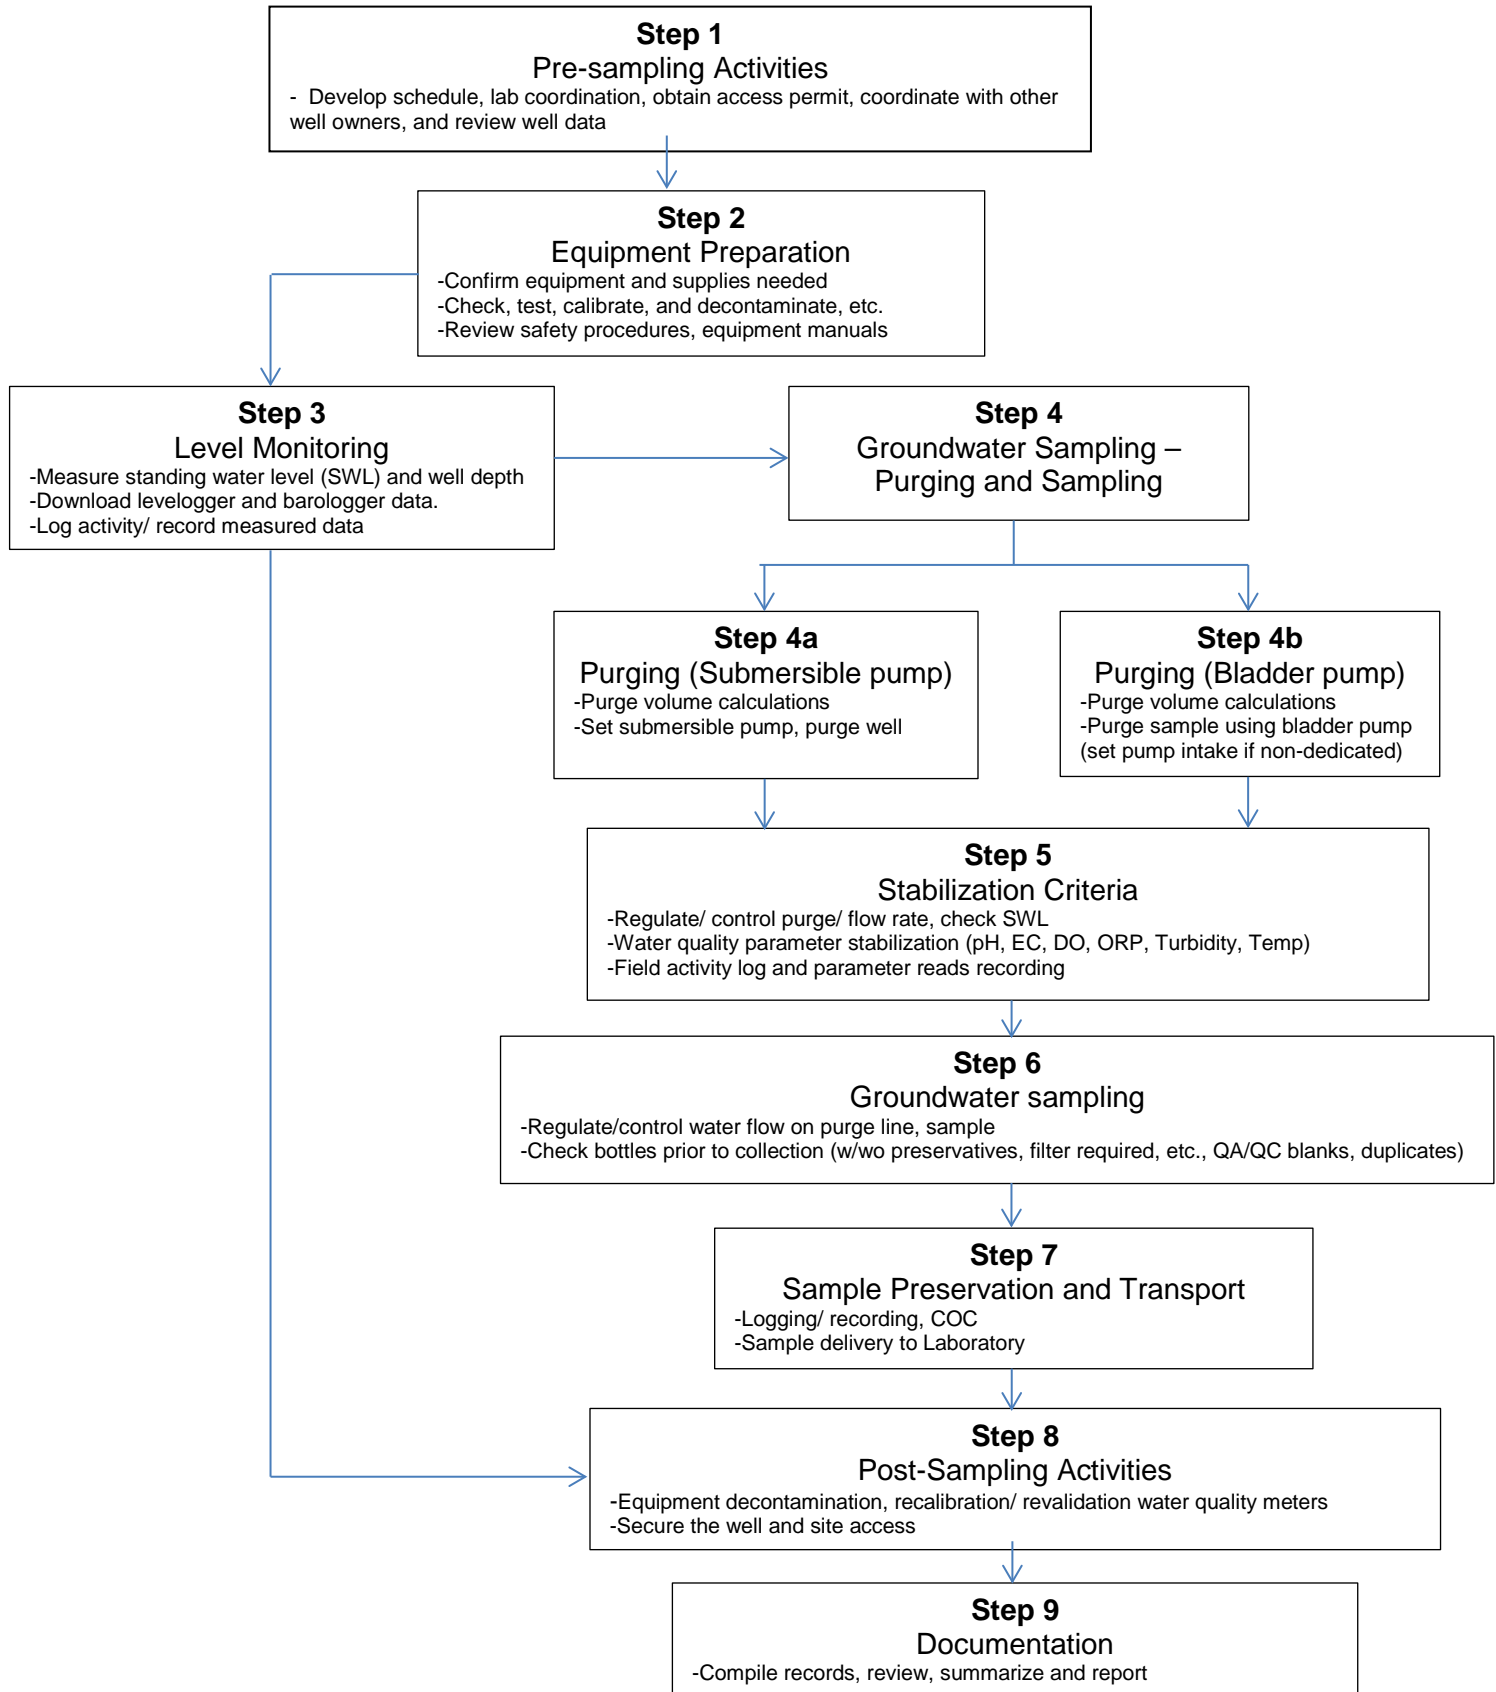 Step 1
Pre-sampling Activities
- Develop schedule, lab coordination, obtain access permit, coordinate with other
well owners, and review well data
Step 2
Equipment Preparation
-Confirm equipment and supplies needed
-Check, test, calibrate, and decontaminate, etc.
-Review safety procedures, equipment manuals
Step 3
Level Monitoring
-Measure standing water level (SWL) and well depth
-Download levelogger and barologger data.
-Log activity/ record measured data
Step 4
Groundwater Sampling –
Purging and Sampling
Step 4a
Purging (Submersible pump)
-Purge volume calculations
-Set submersible pump, purge well
Step 4b
Purging (Bladder pump)
-Purge volume calculations
-Purge sample using bladder pump
(set pump intake if non-dedicated)
Step 5
Stabilization Criteria
-Regulate/ control purge/ flow rate, check SWL
-Water quality parameter stabilization (pH, EC, DO, ORP, Turbidity, Temp)
-Field activity log and parameter reads recording
Step 6
Groundwater sampling
-Regulate/control water flow on purge line, sample
-Check bottles prior to collection (w/wo preservatives, filter required, etc., QA/QC blanks, duplicates)
Step 7
Sample Preservation and Transport
-Logging/ recording, COC
-Sample delivery to Laboratory
Step 8
Post-Sampling Activities
-Equipment decontamination, recalibration/ revalidation water quality meters
-Secure the well and site access
Step 9
Documentation
-Compile records, review, summarize and report